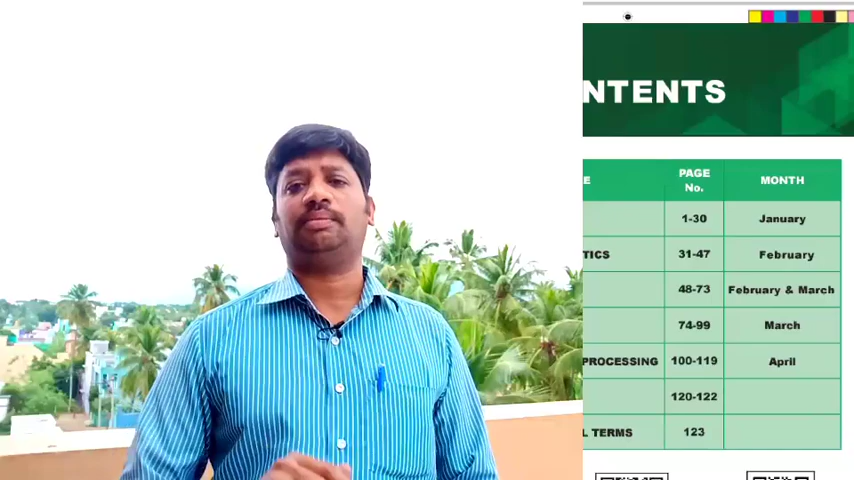 NTENTS
E PAGE No. MONTH
1-30 January
TICS 31-47 February
48-73 February & March
74-99 March
PROCESSING 100-119 April
120-122
L TERMS 123